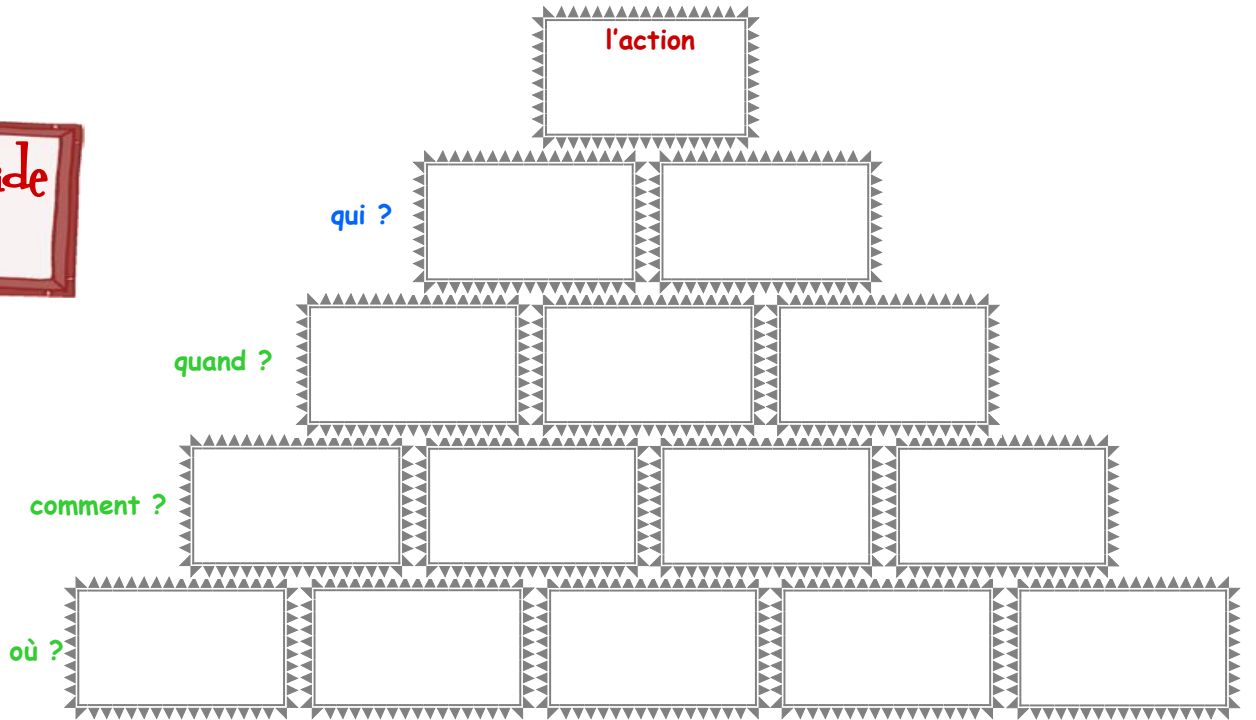 l'action
qui ?
quand ?
comment ?
où ?